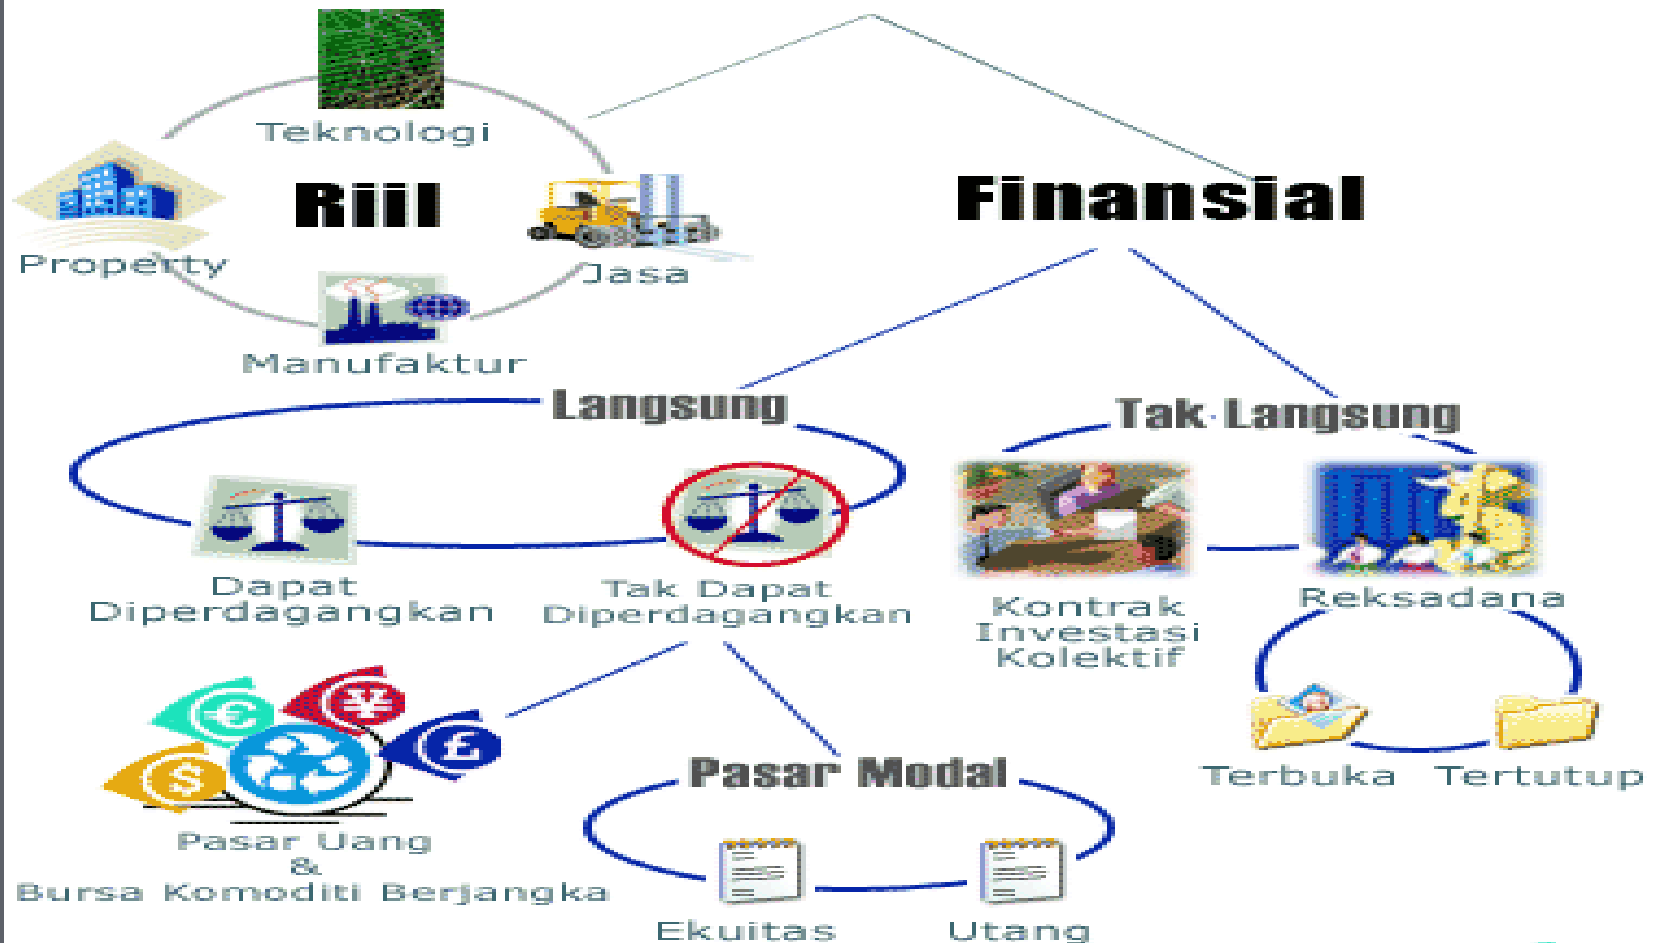 Teknologi
Riil
Property
Jasa
Manufaktur
Finansial
Langsung
Tak Langsung
Dapat
Diperdagangkan
Tak Dapat
Diperdagangkan
Kontrak
Investasi
Kolektif
Reksadana
Terbuka
Tertutup
€
¥
£
$
Pasar Uang
&
Bursa Komoditi Berjangka
Pasar Modal
Ekuitas
Utang